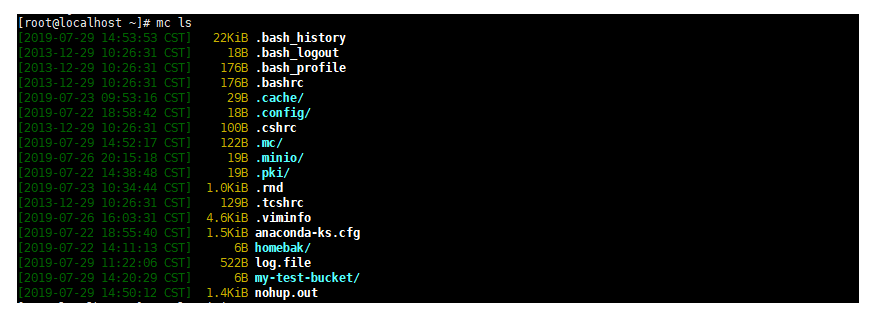 [root@localhost ~]# mc ls
[2019-07-29 14:53:53 CST]   22KiB .bash_history
[2013-12-29 10:26:31 CST]     18B .bash_logout
[2013-12-29 10:26:31 CST]    176B .bash_profile
[2013-12-29 10:26:31 CST]    176B .bashrc
[2019-07-23 09:53:16 CST]     29B .cache/
[2019-07-22 18:58:42 CST]     18B .config/
[2013-12-29 10:26:31 CST]    100B .cshrc
[2019-07-29 14:52:17 CST]    122B .mc/
[2019-07-26 20:15:18 CST]     19B .minio/
[2019-07-22 14:38:48 CST]     19B .pki/
[2019-07-23 10:34:44 CST]  1.0KiB .rnd
[2013-12-29 10:26:31 CST]    129B .tcshrc
[2019-07-26 16:03:31 CST]  4.6KiB .viminfo
[2019-07-22 18:55:40 CST]  1.5KiB anaconda-ks.cfg
[2019-07-22 14:11:13 CST]      6B homebak/
[2019-07-29 11:22:06 CST]    522B log.file
[2019-07-29 14:20:29 CST]      6B my-test-bucket/
[2019-07-29 14:50:12 CST]  1.4KiB nohup.out